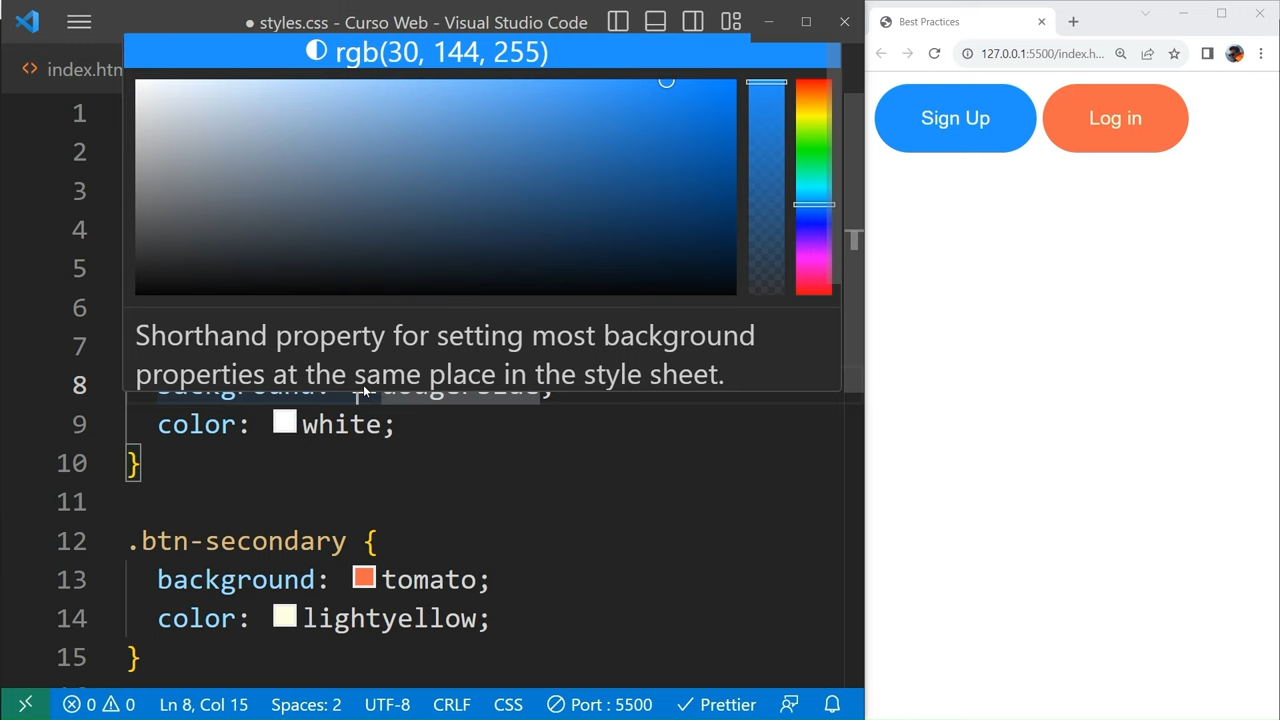 styles.css - Curso Web - Visual Studio Code
rgb(30, 144, 255)
index.htm
1
2
3
4
5
6
7
8
9
10
11
12
13
14
15
Shorthand property for setting most background
properties at the same place in the style sheet.
color: white;
}
.btn-secondary {
background: tomato;
color: lightyellow;
}
0 0 Ln 8, Col 15 Spaces: 2 UTF-8 CRLF CSS Port : 5500 Prettier
Best Practices
127.0.0.1:5500/index.h...
Sign Up Log in